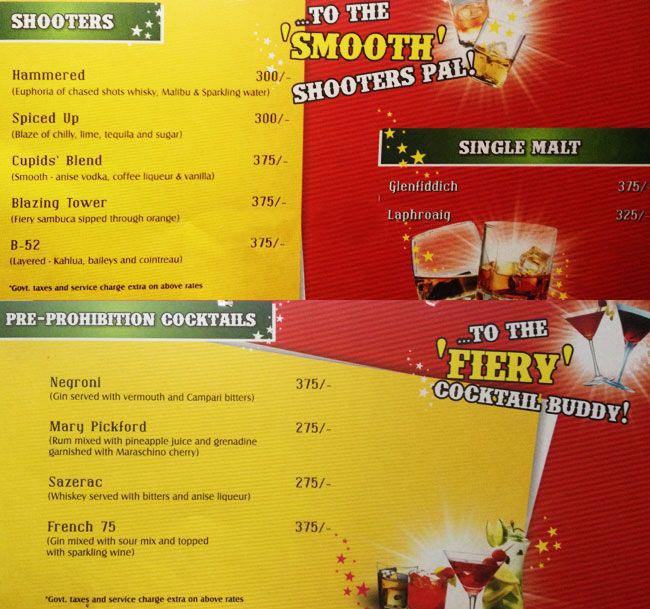 SHOOTERS
Hammered 300/-
(Euphoria of chased shots whisky, Malibu & Sparkling water)
Spiced Up 300/-
(Blaze of chilly, lime, tequila and sugar)
Cupids' Blend 375/-
(Smooth - anise vodka, coffee liqueur & vanilla)
Blazing Tower 375/-
(Fiery sambuca sipped through orange)
B-52 375/-
(Layered - Kahlua, baileys and cointreau)
*Govt. taxes and service charge extra on above rates
...TO THE
'SMOOTH'
SHOOTERS PAL!
SINGLE MALT
Glenfiddich 375/-
Laphroaig 325/-
PRE-PROHIBITION COCKTAILS
...TO THE
'FIERY'
COCKTAIL BUDDY!
Negroni 375/-
(Gin served with vermouth and Campari bitters)
Mary Pickford 275/-
(Rum mixed with pineapple juice and grenadine
garnished with Maraschino cherry)
Sazerac 275/-
(Whiskey served with bitters and anise liqueur)
French 75 375/-
(Gin mixed with sour mix and topped
with sparkling wine)
*Govt. taxes and service charge extra on above rates